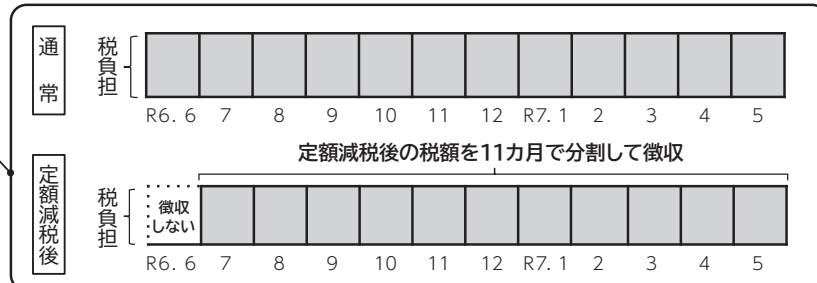 通常
税負担
R6. 6 7 8 9 10 11 12 R7. 1 2 3 4 5
定額減税後の税額を11カ月で分割して徴収
定額減税後
税負担
徴収
しない
R6. 6 7 8 9 10 11 12 R7. 1 2 3 4 5